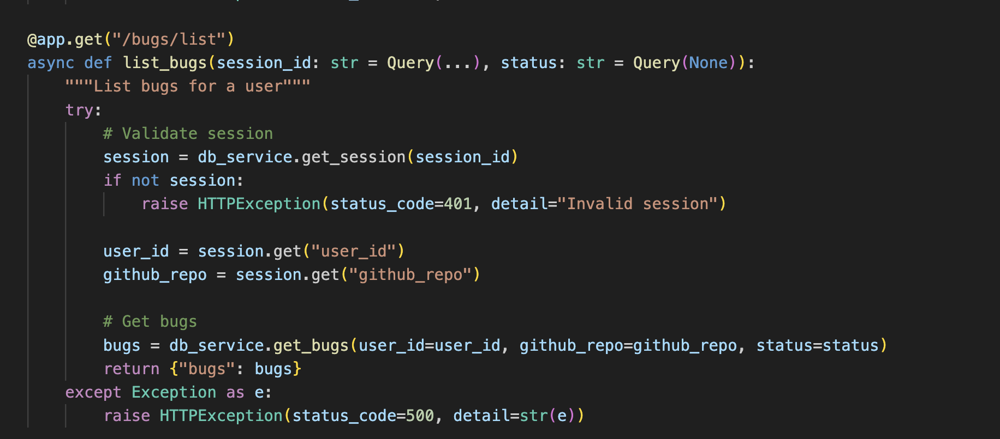 @app.get("/bugs/list")
async def list_bugs(session_id: str = Query(...), status: str = Query(None)):
    """List bugs for a user"""
    try:
        # Validate session
        session = db_service.get_session(session_id)
        if not session:
            raise HTTPException(status_code=401, detail="Invalid session")

        user_id = session.get("user_id")
        github_repo = session.get("github_repo")

        # Get bugs
        bugs = db_service.get_bugs(user_id=user_id, github_repo=github_repo, status=status)
        return {"bugs": bugs}
    except Exception as e:
        raise HTTPException(status_code=500, detail=str(e))